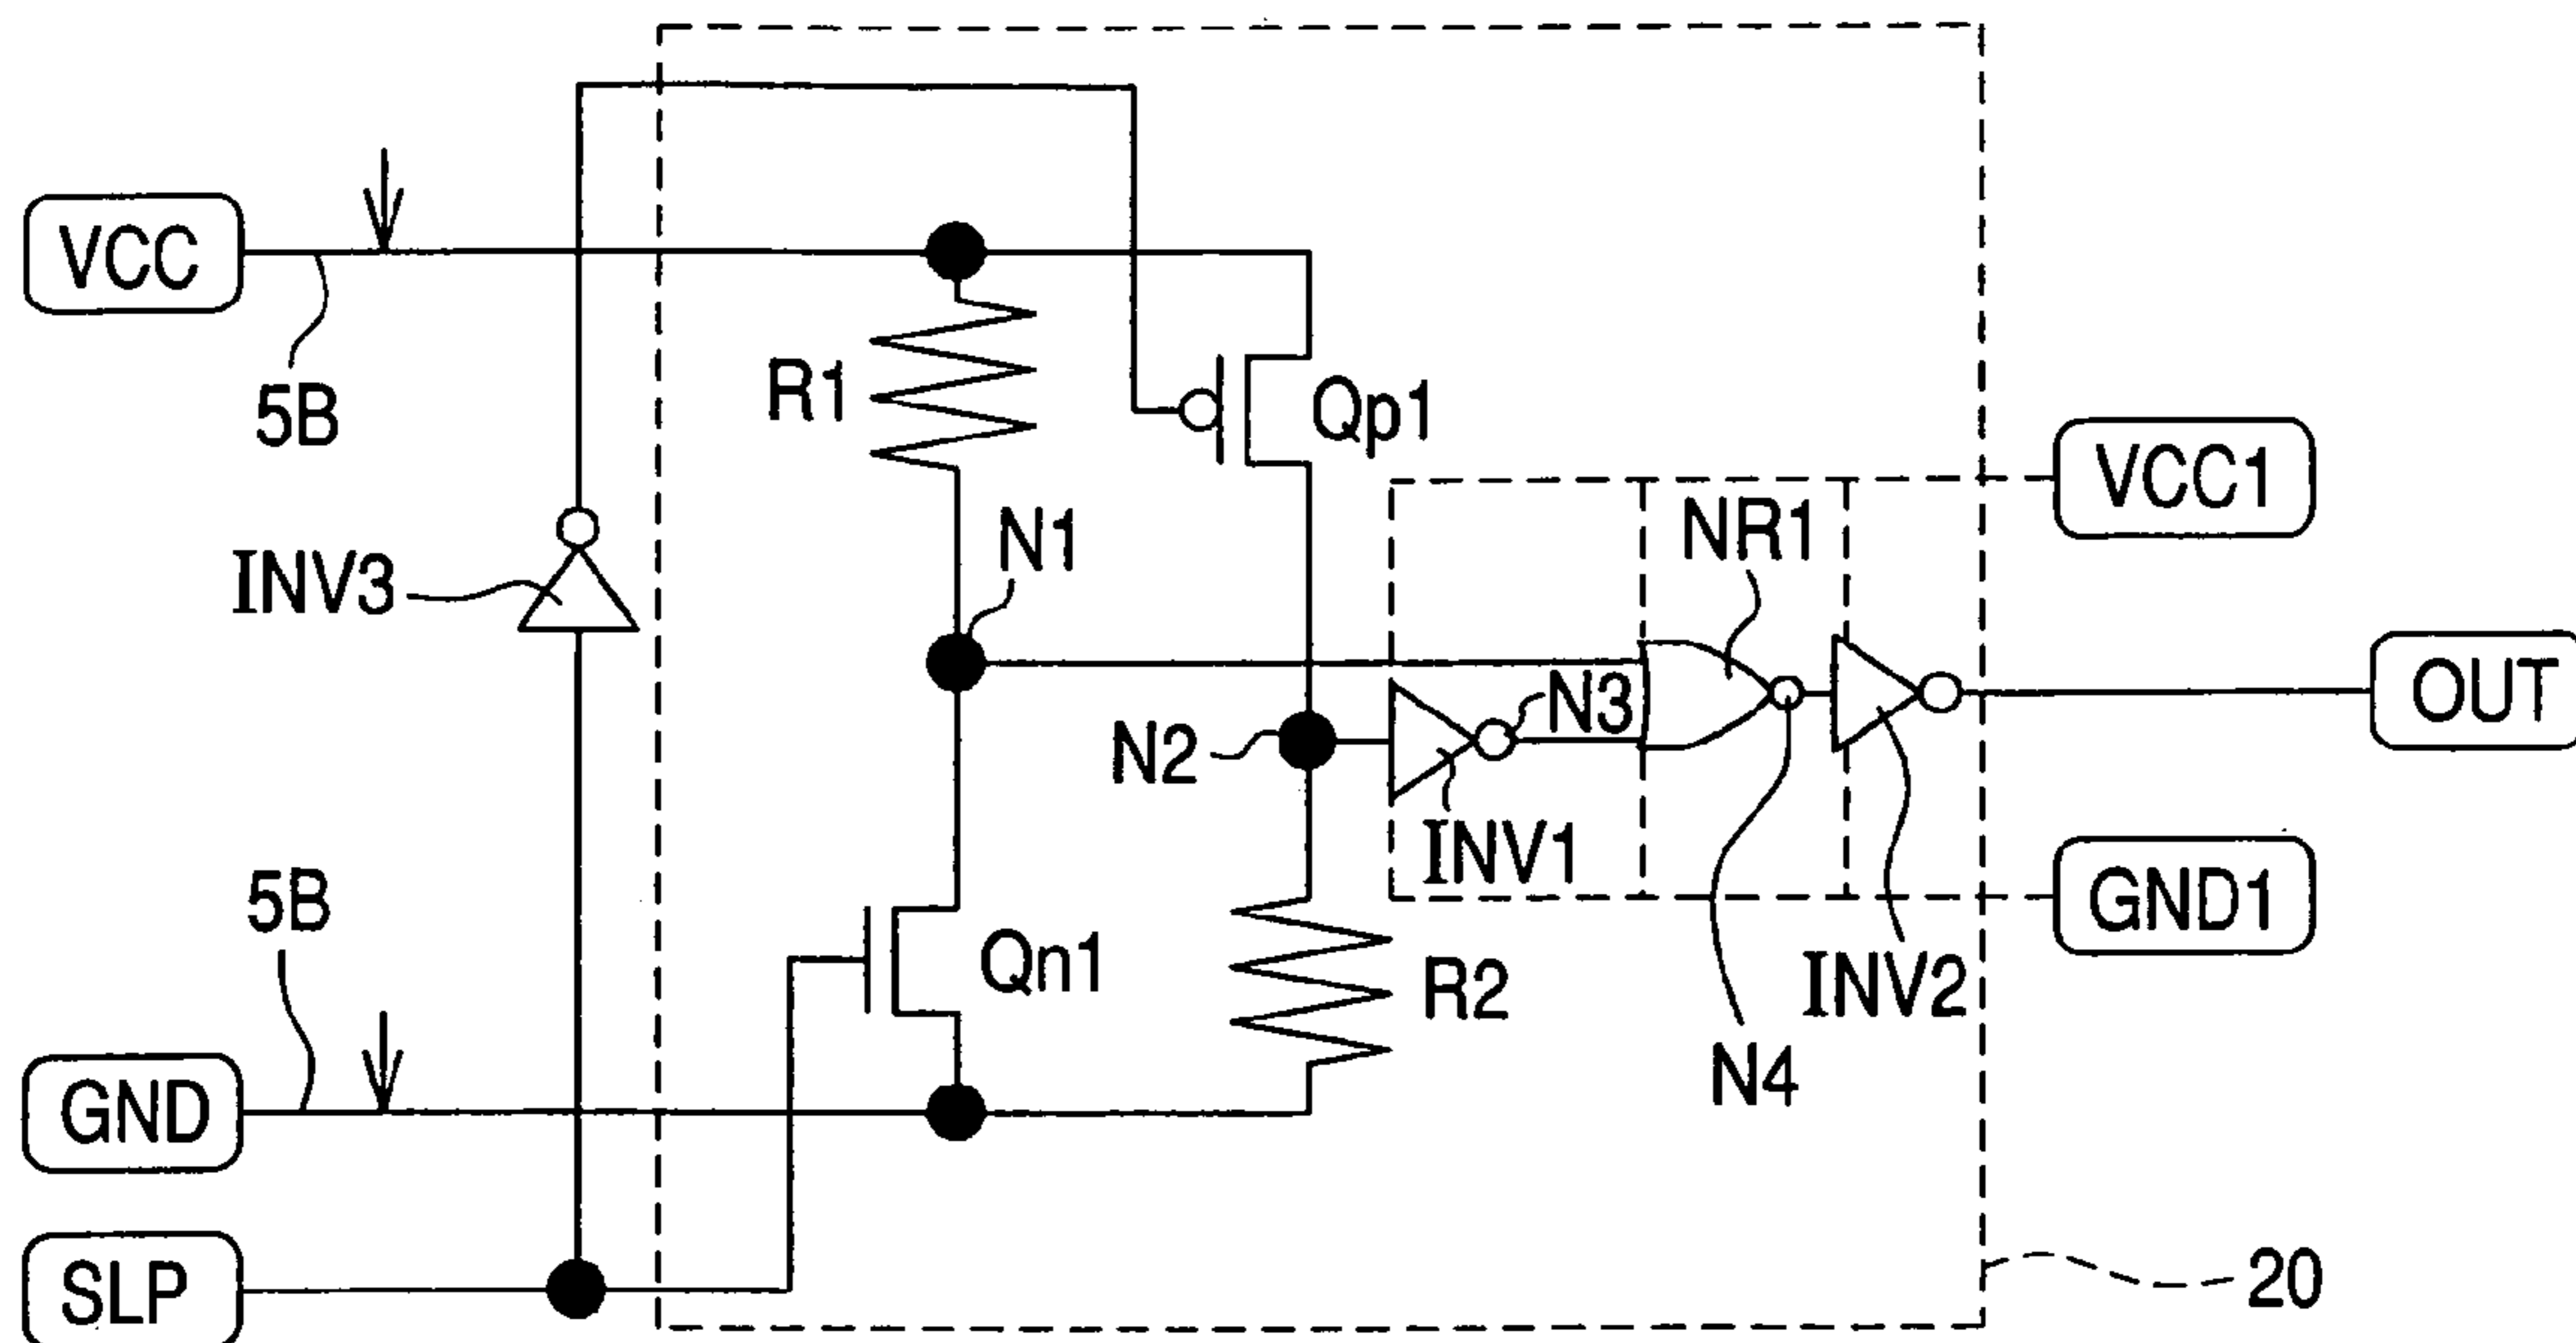 VCC
5B
R1
Qp1
VCC1
N1
NR1
INV3
N3
OUT
N2
INV1
5B
GND1
Qn1
R2
INV2
N4
GND
SLP
20